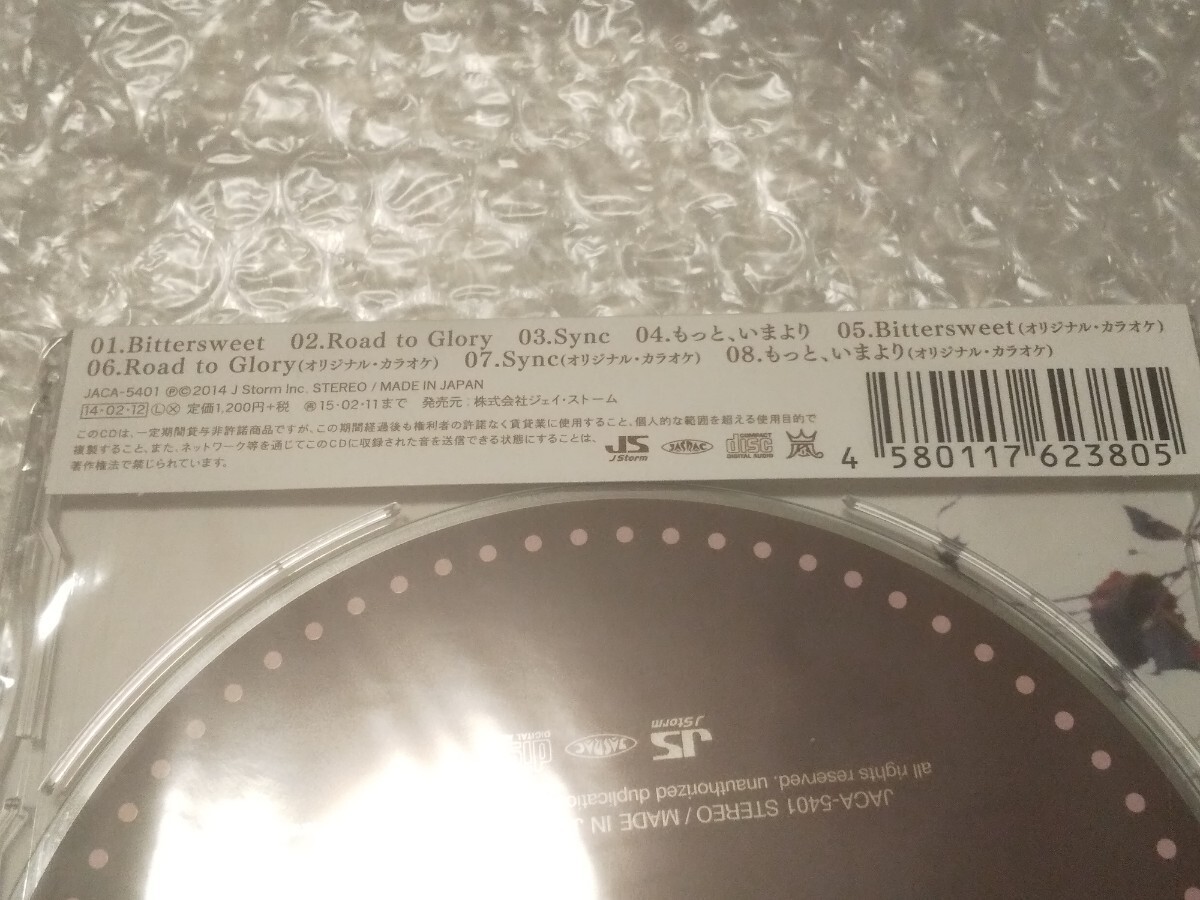 01.Bittersweet 02.Road to Glory 03.Sync 04.もっと、いまより 05.Bittersweet(オリジナル・カラオケ)
06.Road to Glory(オリジナル・カラオケ) 07.Sync(オリジナル・カラオケ) 08.もっと、いまより(オリジナル・カラオケ)
JACA-5401 ℗©2014 J Storm Inc. STEREO / MADE IN JAPAN
14・02・12 Ⓛ Ⓧ 定価1,200円+税 ㊟15・02・11まで 発売元:株式会社ジェイ・ストーム
このCDは、一定期間貸与非許諾商品ですが、この期間経過後も権利者の許諾なく賃貸業に使用すること、個人的な範囲を超える使用目的で
複製すること、また、ネットワーク等を通じてこのCDに収録された音を送信できる状態にすることは、
著作権法で禁じられています。
JS
J Storm
JASRAC
COMPACT
disc
DIGITAL AUDIO
嵐
4 580117 623805
JS
J Storm
JASRAC
all rights reserved. unauthorized
JACA-5401 STEREO / MADE IN